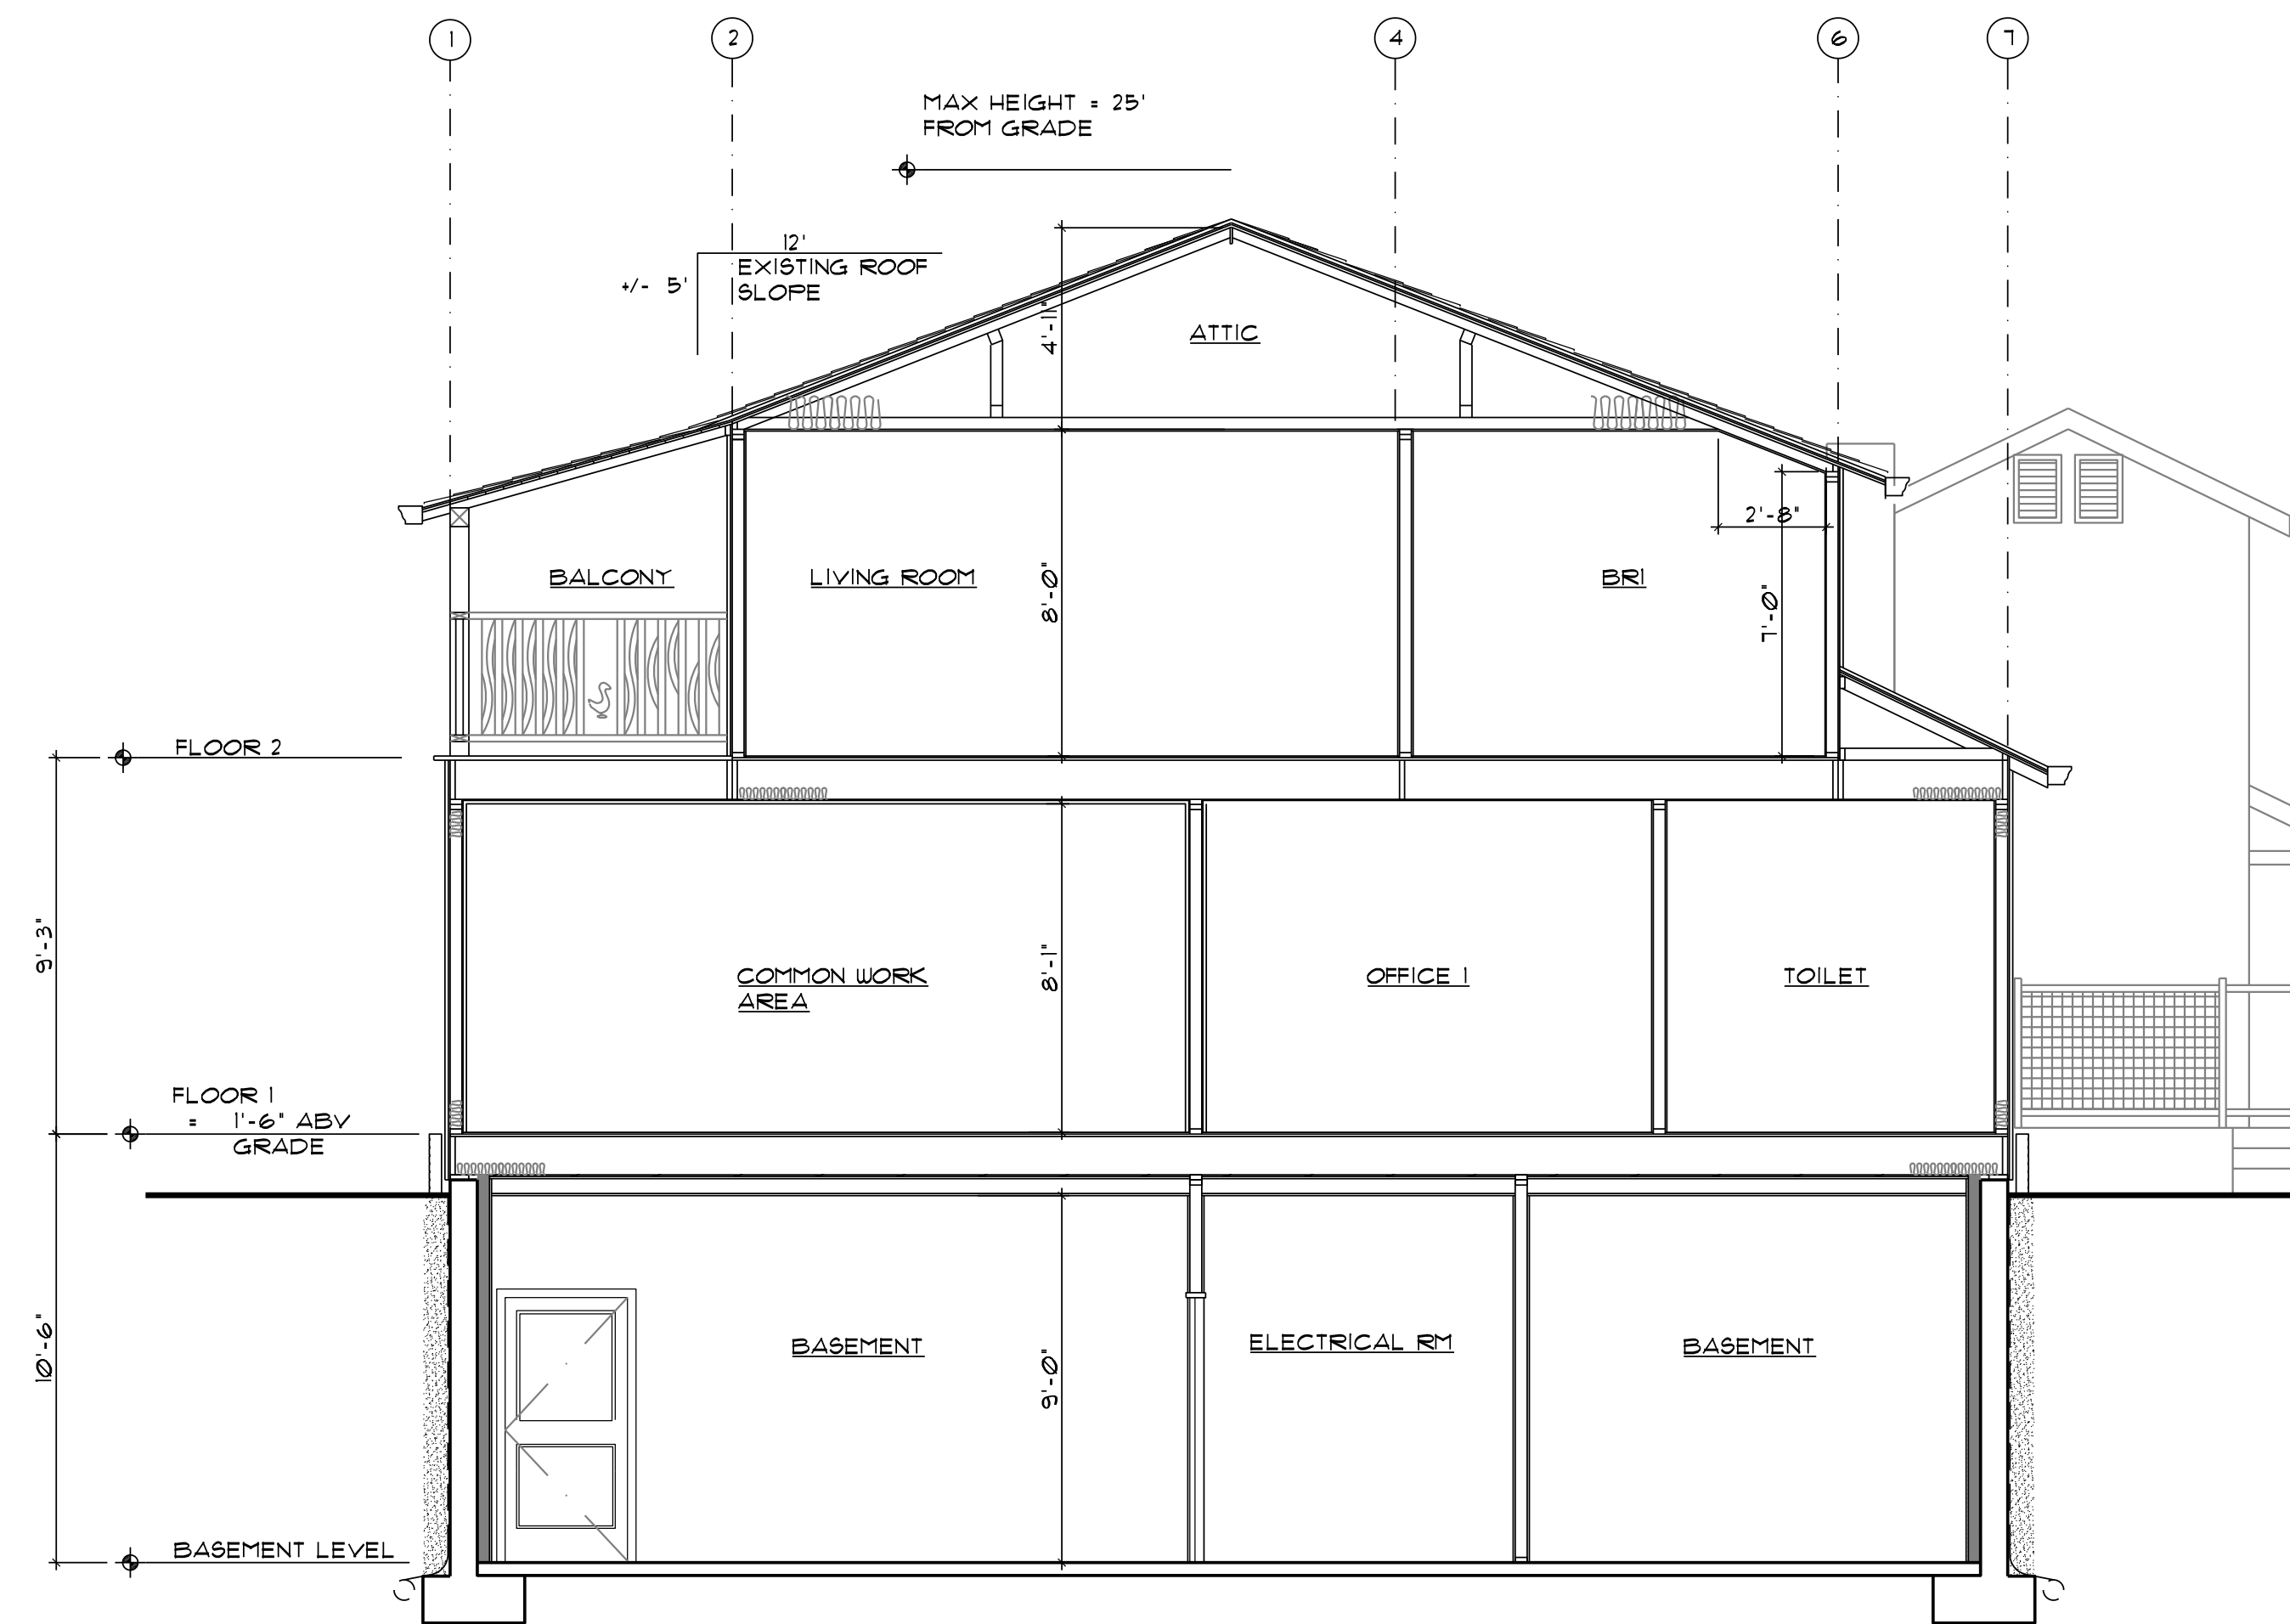 1
2
4
6
7
MAX HEIGHT = 25'
FROM GRADE
12'
+/- 5'
EXISTING ROOF
SLOPE
4'-11"
ATTIC
2'-8"
BALCONY
LIVING ROOM
8'-0"
BR1
7'-0"
FLOOR 2
9'-3"
COMMON WORK
AREA
8'-1"
OFFICE 1
TOILET
FLOOR 1
= 1'-6" ABV
GRADE
10'-6"
BASEMENT
9'-0"
ELECTRICAL RM
BASEMENT
BASEMENT LEVEL